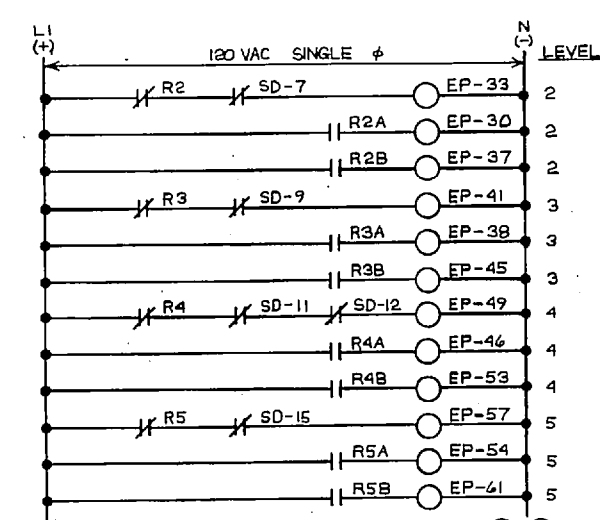 L1 N
(+) (-) LEVEL
120 VAC SINGLE φ
R2 SD-7 EP-33 2
R2A EP-30 2
R2B EP-37 2
R3 SD-9 EP-41 3
R3A EP-38 3
R3B EP-45 3
R4 SD-11 SD-12 EP-49 4
R4A EP-46 4
R4B EP-53 4
R5 SD-15 EP-57 5
R5A EP-54 5
R5B EP-61 5